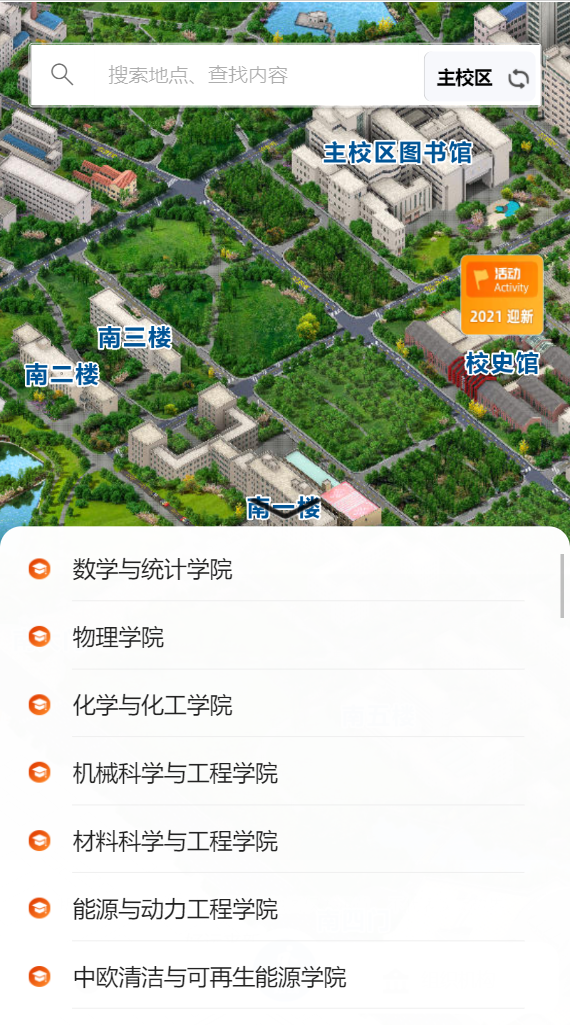 搜索地点、查找内容
主校区
主校区图书馆
活动
Activity
2021 迎新
南三楼
校史馆
南二楼
南一楼
数学与统计学院
物理学院
化学与化工学院
机械科学与工程学院
材料科学与工程学院
能源与动力工程学院
中欧清洁与可再生能源学院